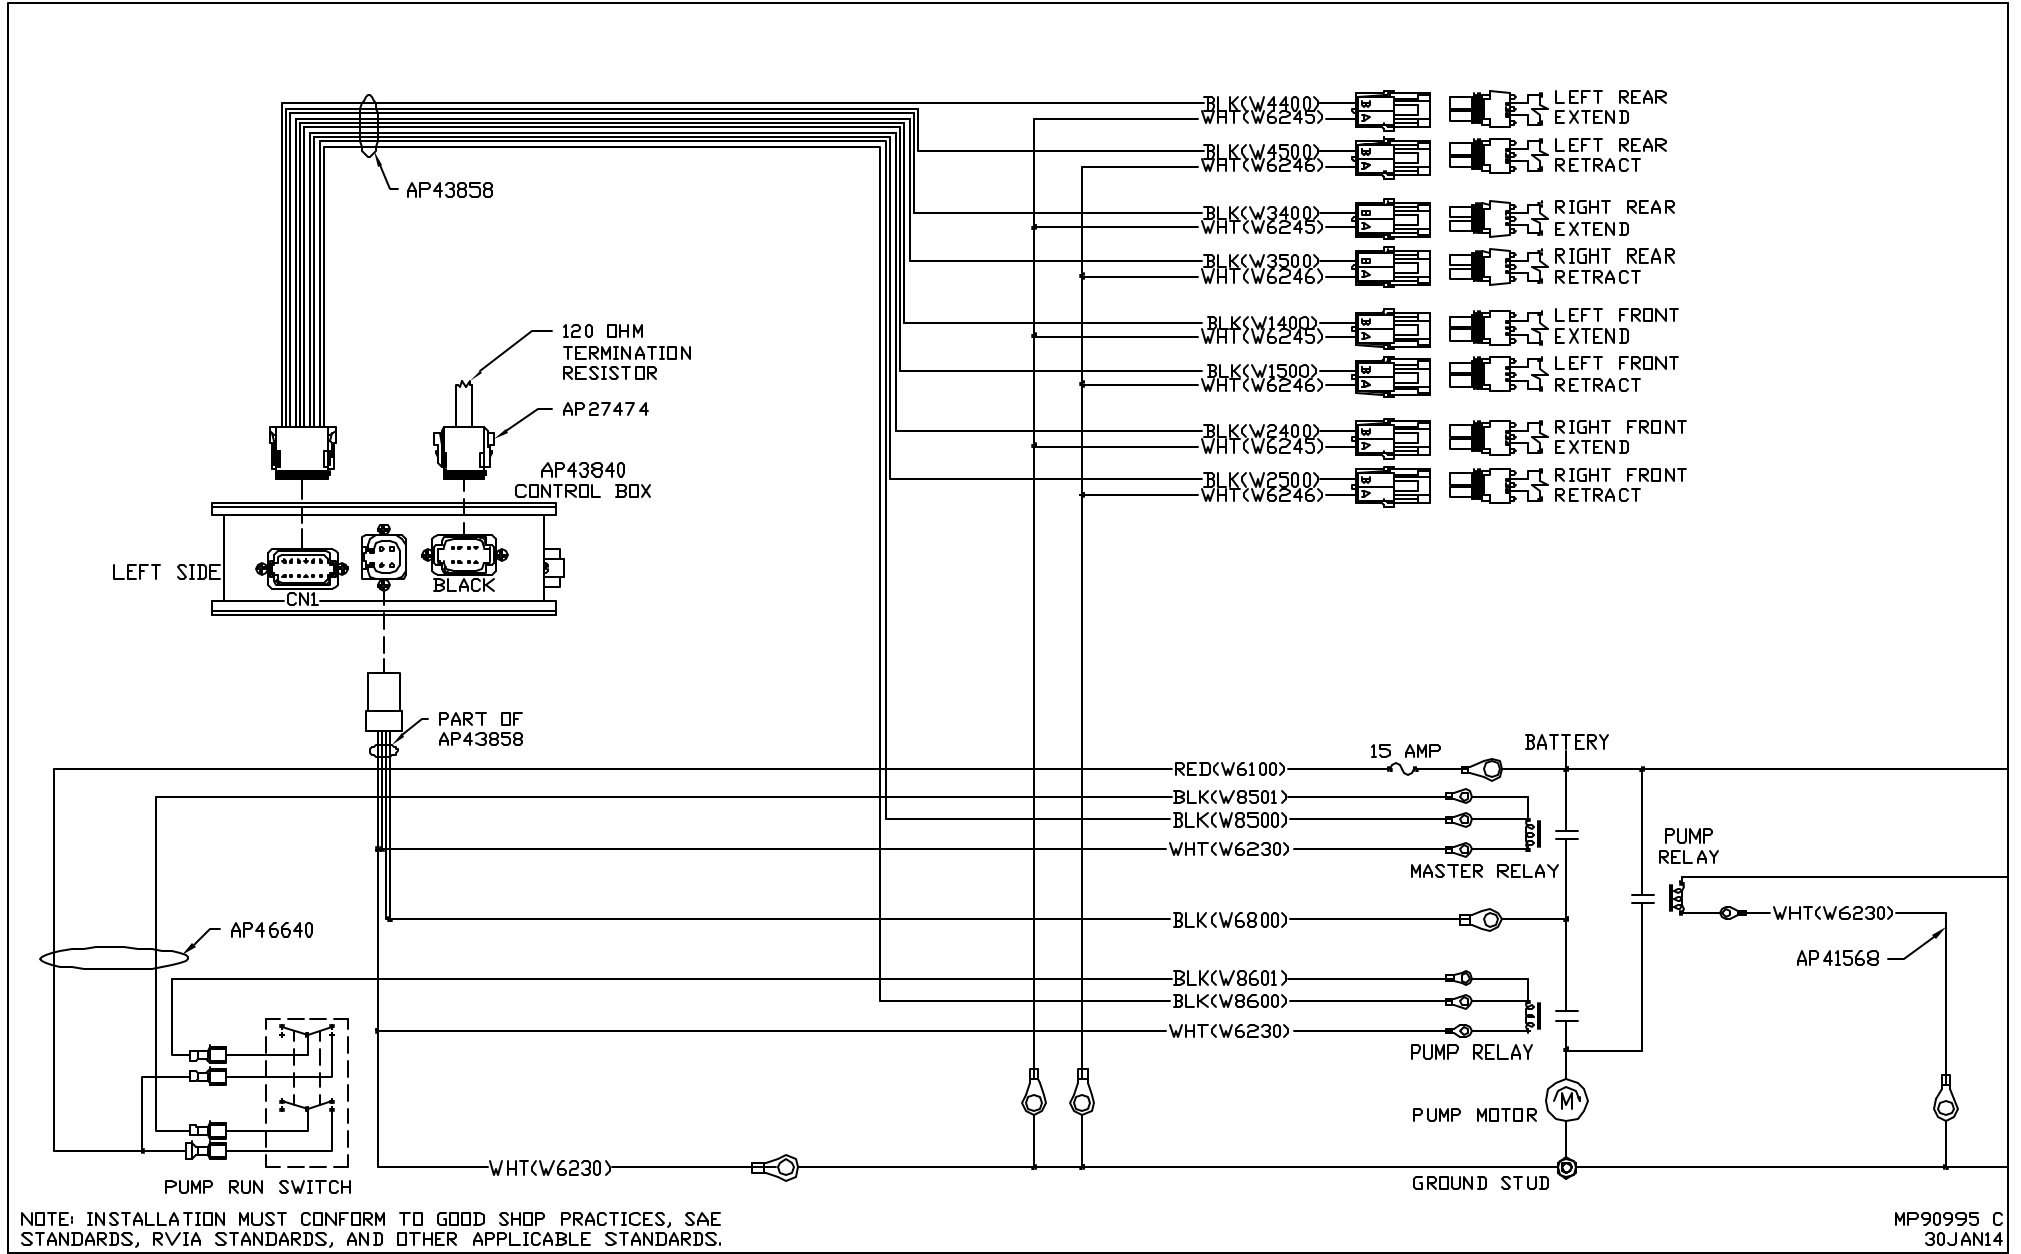 BLK(W4400)
WHT(W6245)
B
A
LEFT REAR
EXTEND
BLK(W4500)
WHT(W6246)
B
A
LEFT REAR
RETRACT
AP43858
BLK(W3400)
WHT(W6245)
B
A
RIGHT REAR
EXTEND
BLK(W3500)
WHT(W6246)
B
A
RIGHT REAR
RETRACT
BLK(W1400)
WHT(W6245)
B
A
LEFT FRONT
EXTEND
120 OHM
TERMINATION
RESISTOR
BLK(W1500)
WHT(W6246)
B
A
LEFT FRONT
RETRACT
AP27474
BLK(W2400)
WHT(W6245)
B
A
RIGHT FRONT
EXTEND
AP43840
CONTROL BOX
BLK(W2500)
WHT(W6246)
B
A
RIGHT FRONT
RETRACT
LEFT SIDE
CN1
BLACK
PART OF
AP43858
15 AMP
BATTERY
RED(W6100)
BLK(W8501)
BLK(W8500)
WHT(W6230)
MASTER RELAY
PUMP
RELAY
BLK(W6800)
WHT(W6230)
AP41568
AP46640
BLK(W8601)
BLK(W8600)
WHT(W6230)
PUMP RELAY
M
PUMP MOTOR
WHT(W6230)
GROUND STUD
PUMP RUN SWITCH
NOTE: INSTALLATION MUST CONFORM TO GOOD SHOP PRACTICES, SAE
STANDARDS, RVIA STANDARDS, AND OTHER APPLICABLE STANDARDS.
MP90995 C
30JAN14